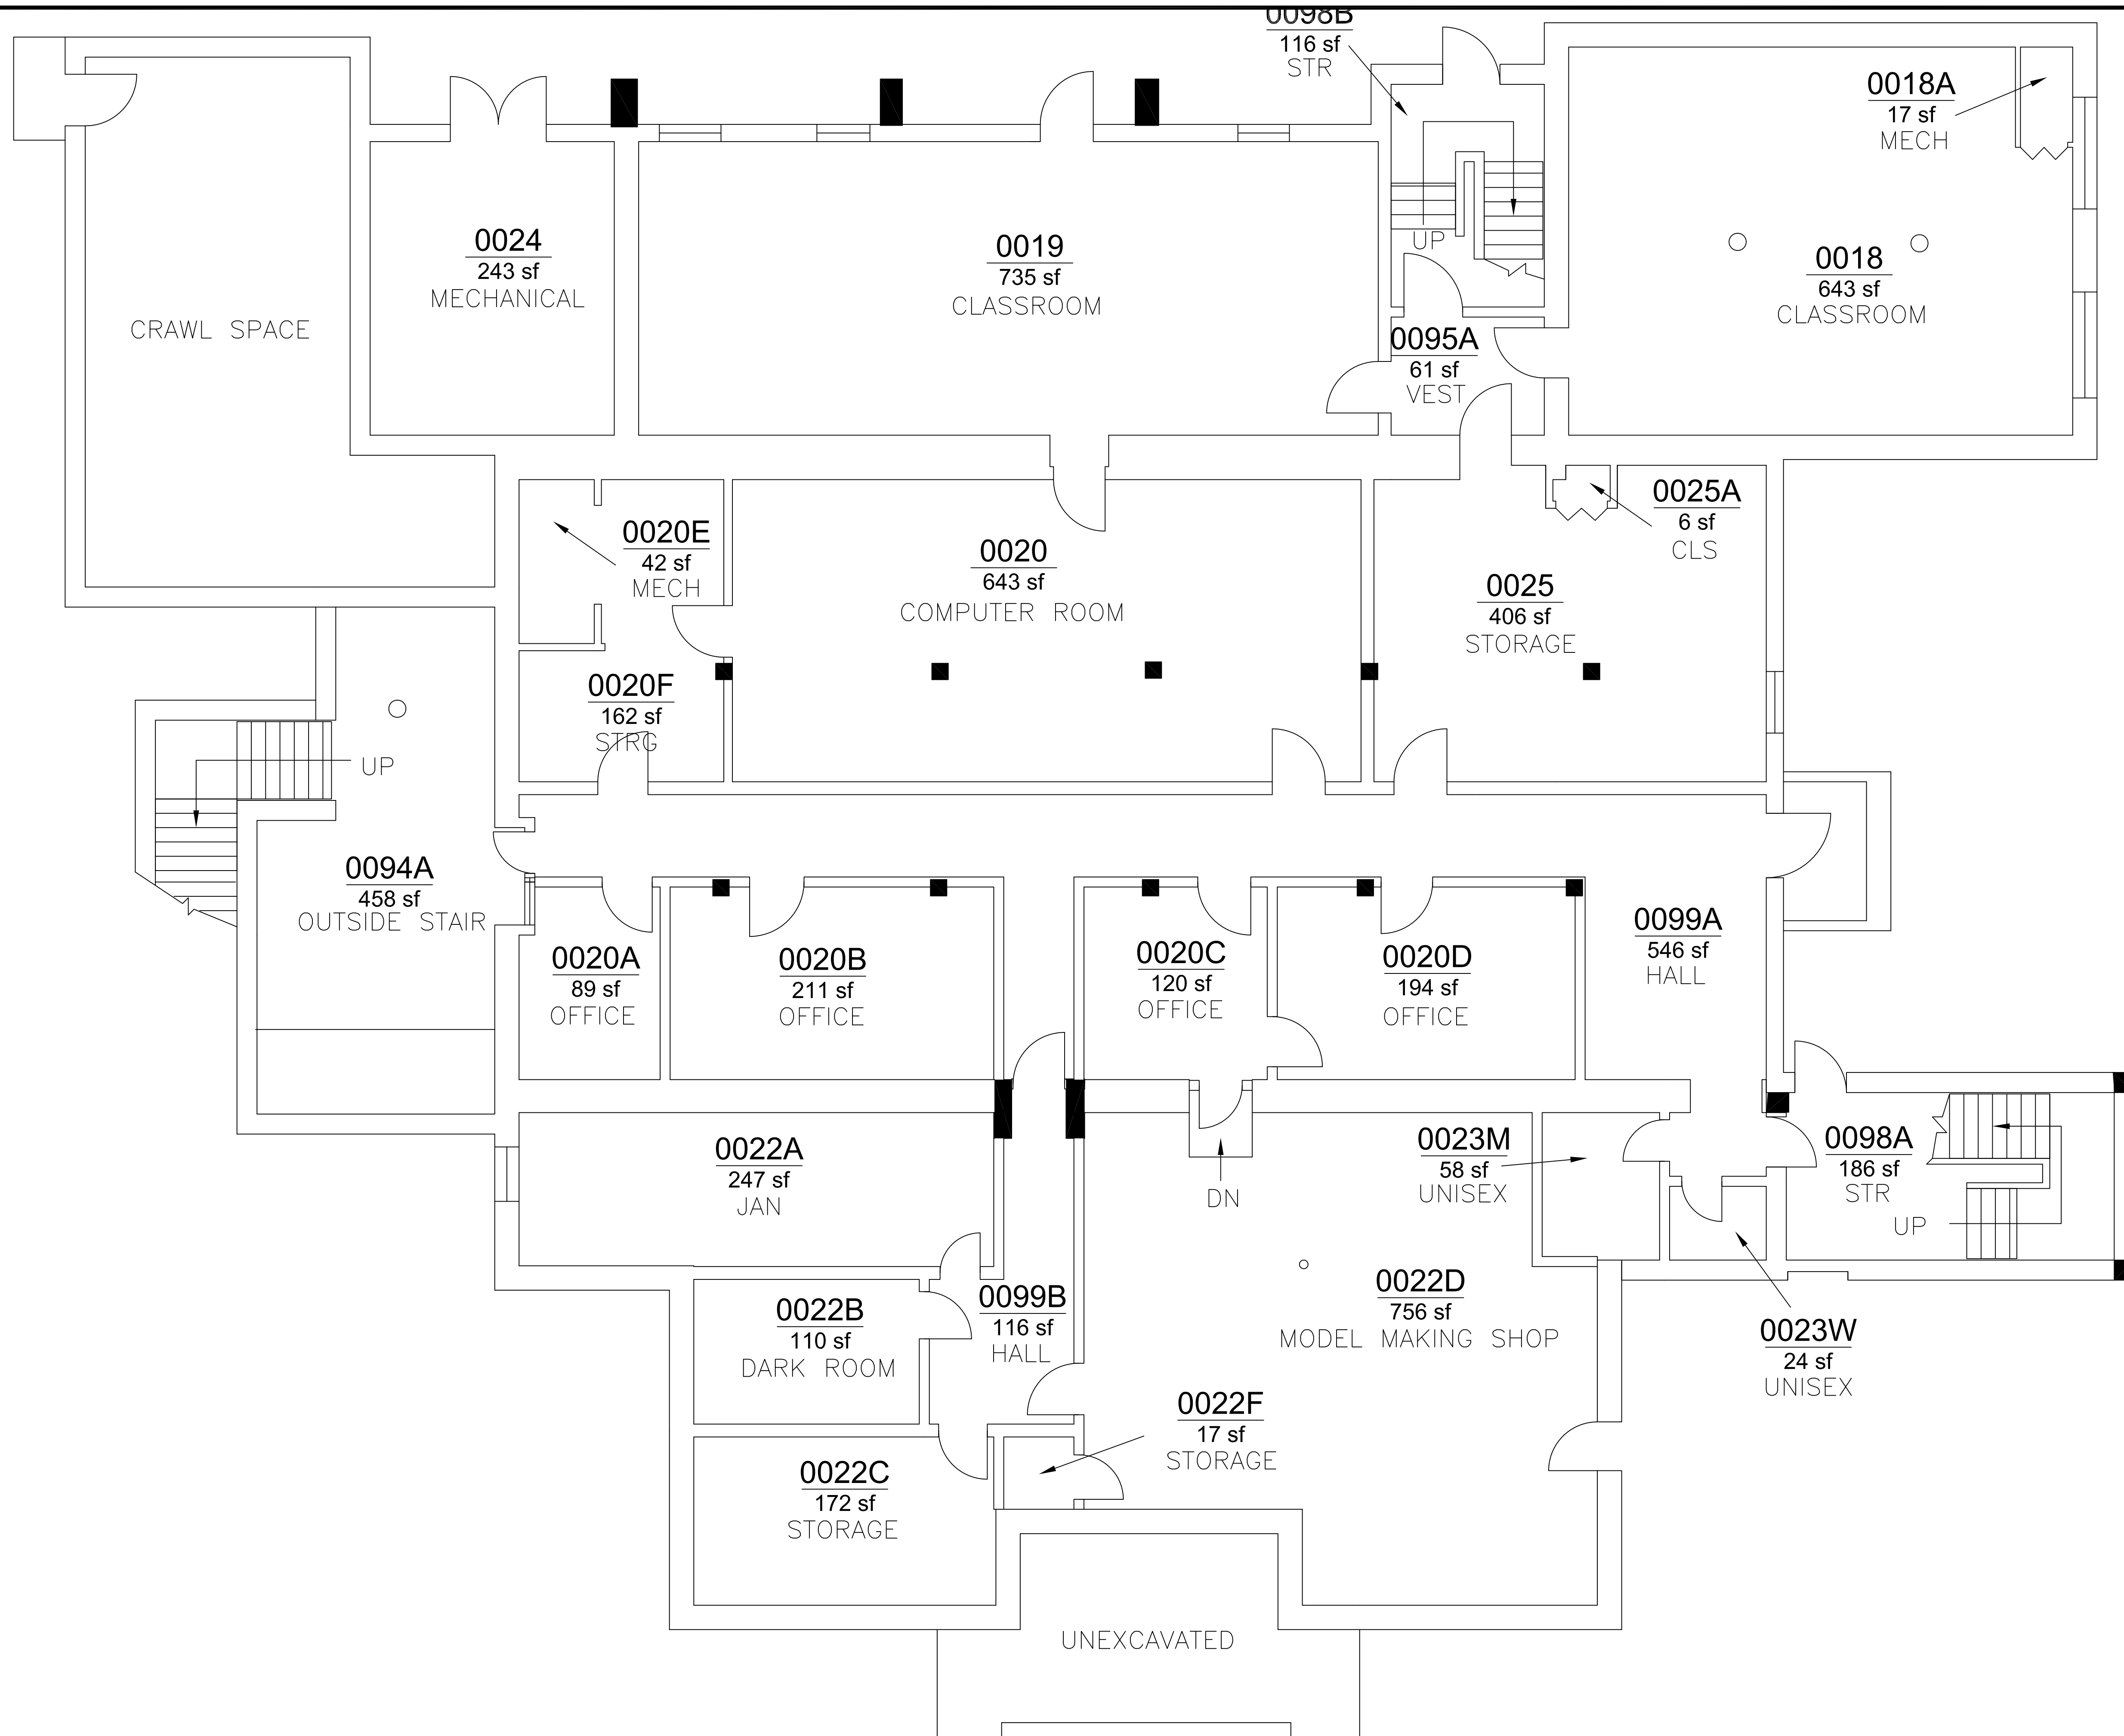 0098B
116 sf
STR
0018A
17 sf
MECH
0024
243 sf
MECHANICAL
0019
735 sf
CLASSROOM
UP
0018
643 sf
CLASSROOM
CRAWL SPACE
0095A
61 sf
VEST
0020E
42 sf
MECH
0020
643 sf
COMPUTER ROOM
0025A
6 sf
CLS
0025
406 sf
STORAGE
0020F
162 sf
STRG
UP
0094A
458 sf
OUTSIDE STAIR
0020A
89 sf
OFFICE
0020B
211 sf
OFFICE
0020C
120 sf
OFFICE
0020D
194 sf
OFFICE
0099A
546 sf
HALL
0022A
247 sf
JAN
DN
0023M
58 sf
UNISEX
0098A
186 sf
STR
UP
0022B
110 sf
DARK ROOM
0099B
116 sf
HALL
0022D
756 sf
MODEL MAKING SHOP
0023W
24 sf
UNISEX
0022F
17 sf
STORAGE
0022C
172 sf
STORAGE
UNEXCAVATED